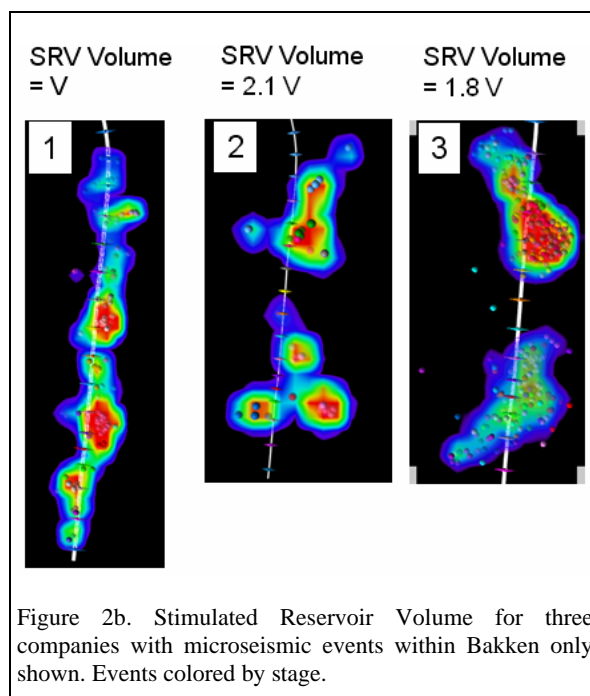 SRV Volume
= V
SRV Volume
= 2.1 V
SRV Volume
= 1.8 V
1
2
3
Figure 2b. Stimulated Reservoir Volume for three
companies with microseismic events within Bakken only
shown. Events colored by stage.